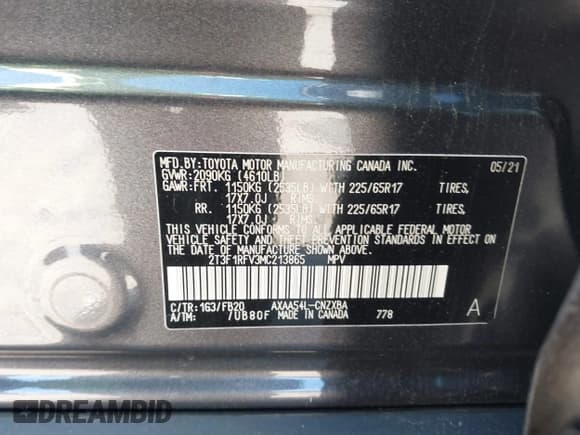 MFD.BY:TOYOTA MOTOR MANUFACTURING CANADA INC. 05/21
GVWR:2090KG (4610LB)
GAWR:FRT. 1150KG (2535LB) WITH 225/65R17 TIRES,
17X7.0J RIMS
RR. 1150KG (2535LB) WITH 225/65R17 TIRES,
17X7.0J RIMS
THIS VEHICLE CONFORMS TO ALL APPLICABLE FEDERAL MOTOR
VEHICLE SAFETY AND THEFT PREVENTION STANDARDS IN EFFECT
ON THE DATE OF MANUFACTURE SHOWN ABOVE.
2T3F1RFV3MC213865 MPV
C/TR:163/FB20 AXAA54L-CNZXBA A
A/TM: /UB80F MADE IN CANADA 778
DREAMBID